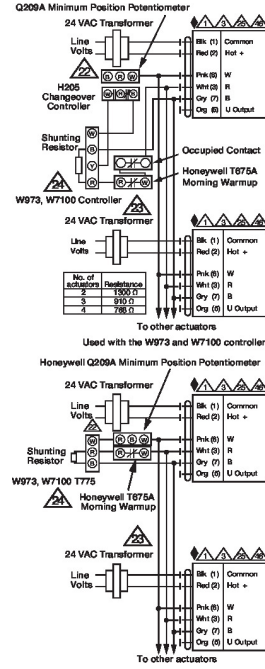 Q209A Minimum Position Potentiometer
24 VAC Transformer
Line
Volts
Blk (1) Common
Red (2) Hot +
22
B R W
H205
Changeover
Controller
W R B
Pnk (6) W
Wht (3) R
Gry (7) B
Org (5) U Output
Shunting
Resistor
W
B
Y
R
Occupied Contact
Honeywell T675A
Morning Warmup
24
W973, W7100 Controller
23
24 VAC Transformer
Line
Volts
Blk (1) Common
Red (2) Hot +
No. of
actuators Resistance
2 1300 Ω
3 910 Ω
4 768 Ω
Pnk (6) W
Wht (3) R
Gry (7) B
Org (5) U Output
To other actuators
Used with the W973 and W7100 controller
Honeywell Q209A Minimum Position Potentiometer
24 VAC Transformer
Line
Volts
Blk (1) Common
Red (2) Hot +
22
W R B W
Shunting
Resistor
R
B
Pnk (6) W
Wht (3) R
Gry (7) B
Org (5) U Output
W973, W7100 T775
24
Honeywell T675A
Morning Warmup
23
24 VAC Transformer
Line
Volts
Blk (1) Common
Red (2) Hot +
Pnk (6) W
Wht (3) R
Gry (7) B
Org (5) U Output
To other actuators